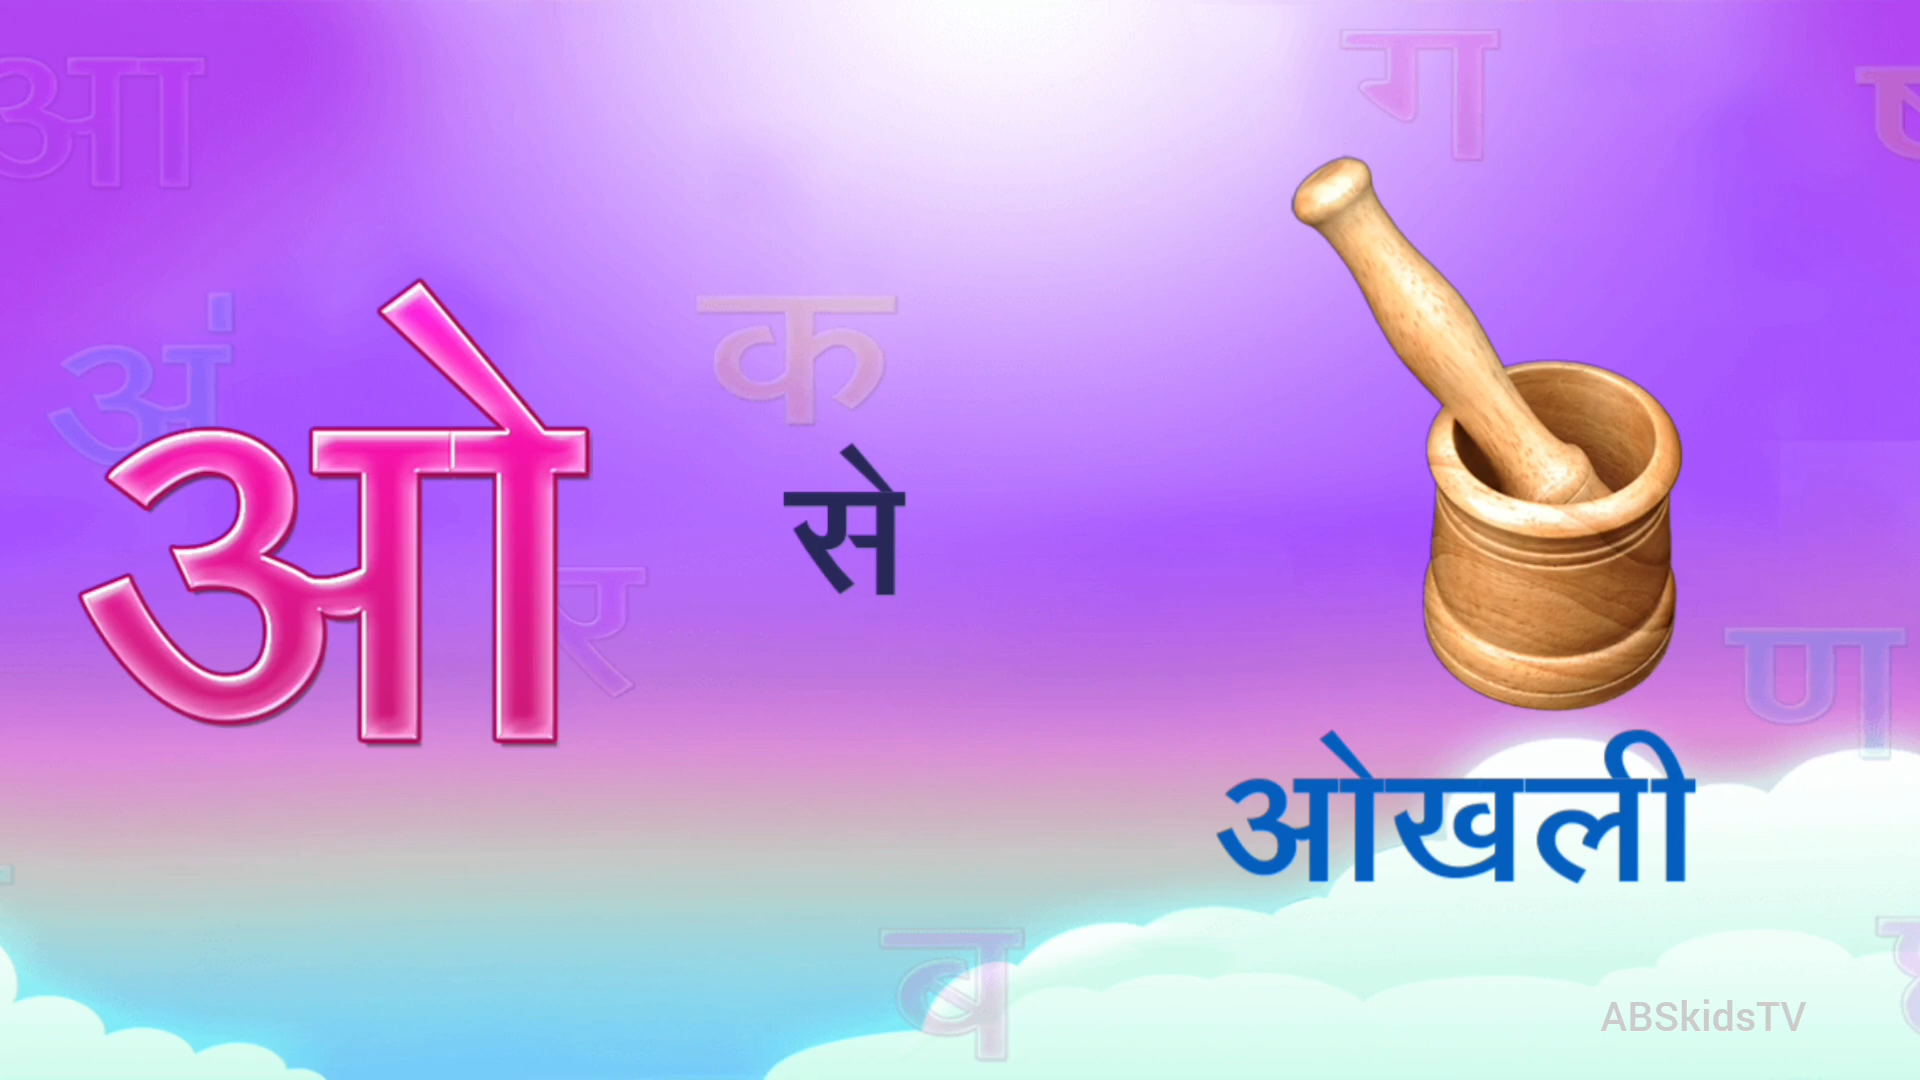 ओ से
ओखली
ABSkidsTV
आ
ग
अं
क
र
ण
ब